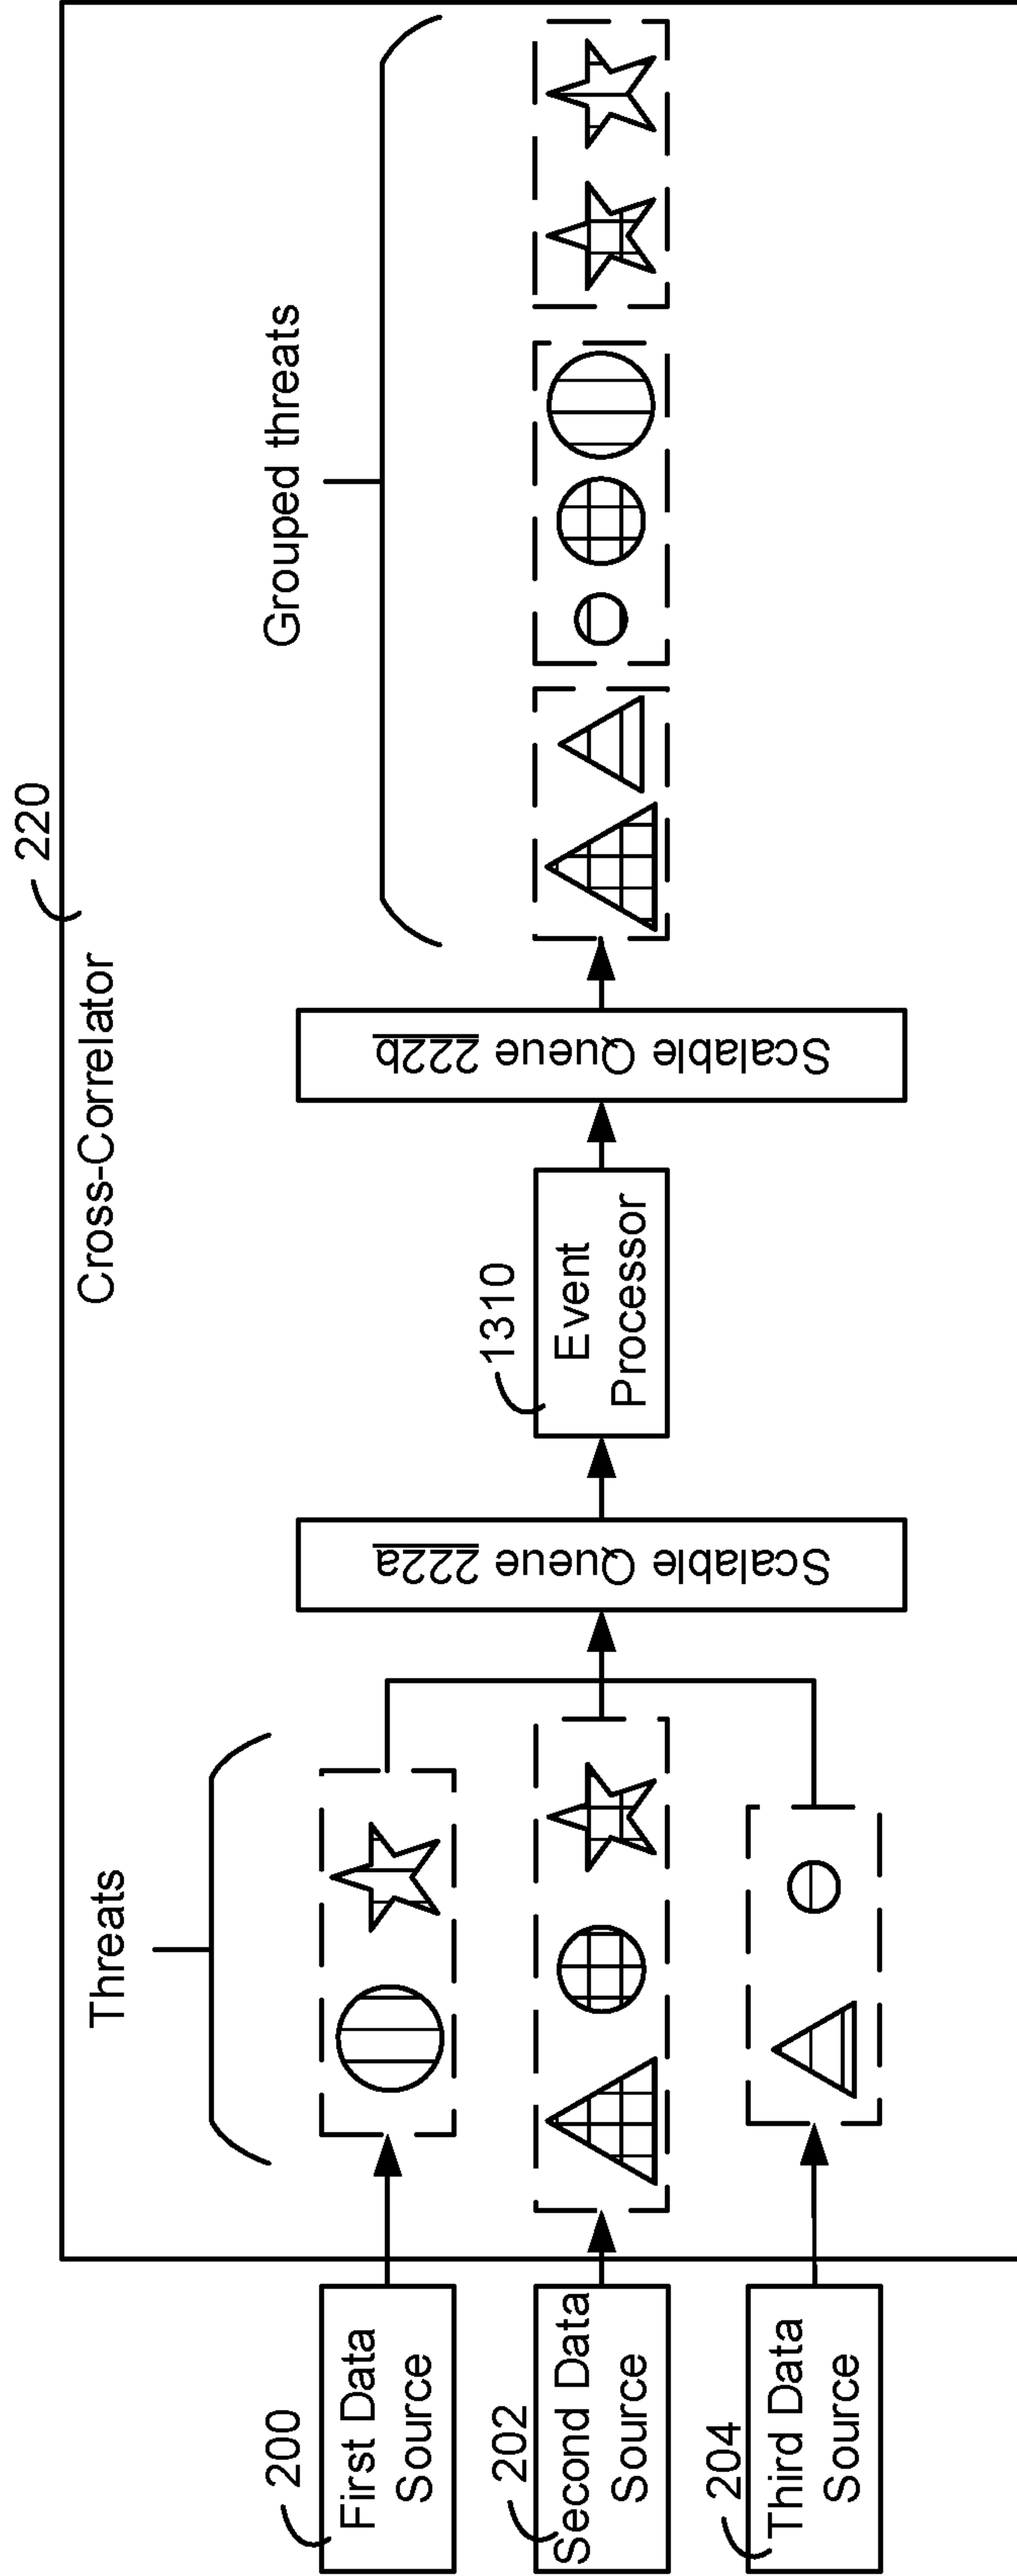 220
Cross-Correlator
Threats
Grouped threats
200
First Data
Source
202
Second Data
Source
204
Third Data
Source
Scalable Queue 222a
1310
Event
Processor
Scalable Queue 222b